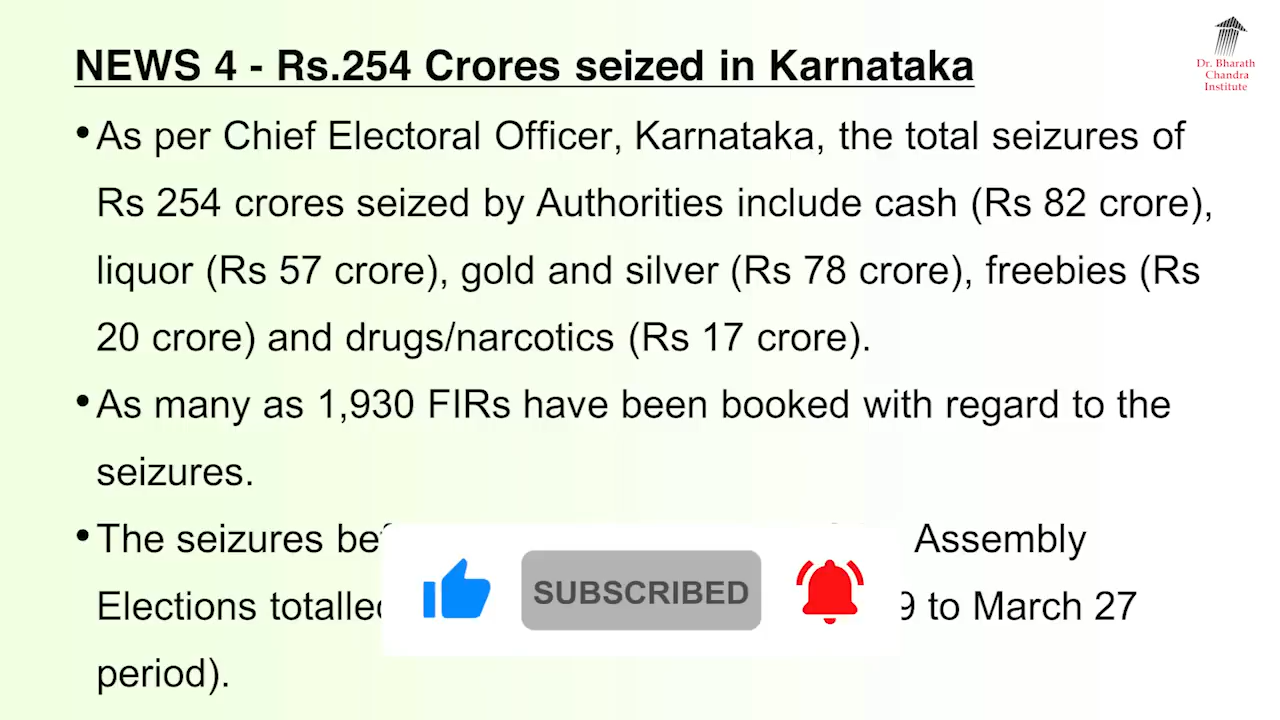 NEWS 4 - Rs.254 Crores seized in Karnataka
Dr. Bharath
Chandra
Institute
•As per Chief Electoral Officer, Karnataka, the total seizures of
Rs 254 crores seized by Authorities include cash (Rs 82 crore),
liquor (Rs 57 crore), gold and silver (Rs 78 crore), freebies (Rs
20 crore) and drugs/narcotics (Rs 17 crore).
•As many as 1,930 FIRs have been booked with regard to the
seizures.
•The seizures Assembly
Elections to March 27
period).
SUBSCRIBED